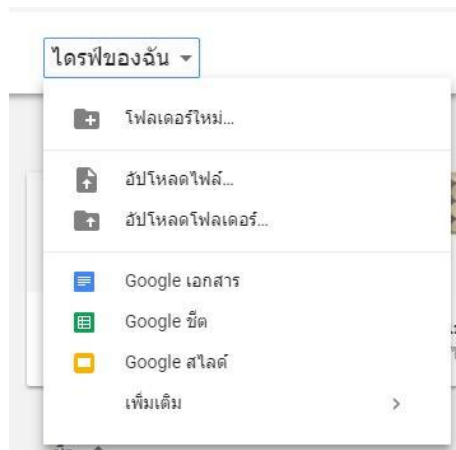 ไดรฟ์ของฉัน
โฟลเดอร์ใหม่...
อัปโหลดไฟล์...
อัปโหลดโฟลเดอร์...
Google เอกสาร
Google ชีต
Google สไลด์
เพิ่มเติม